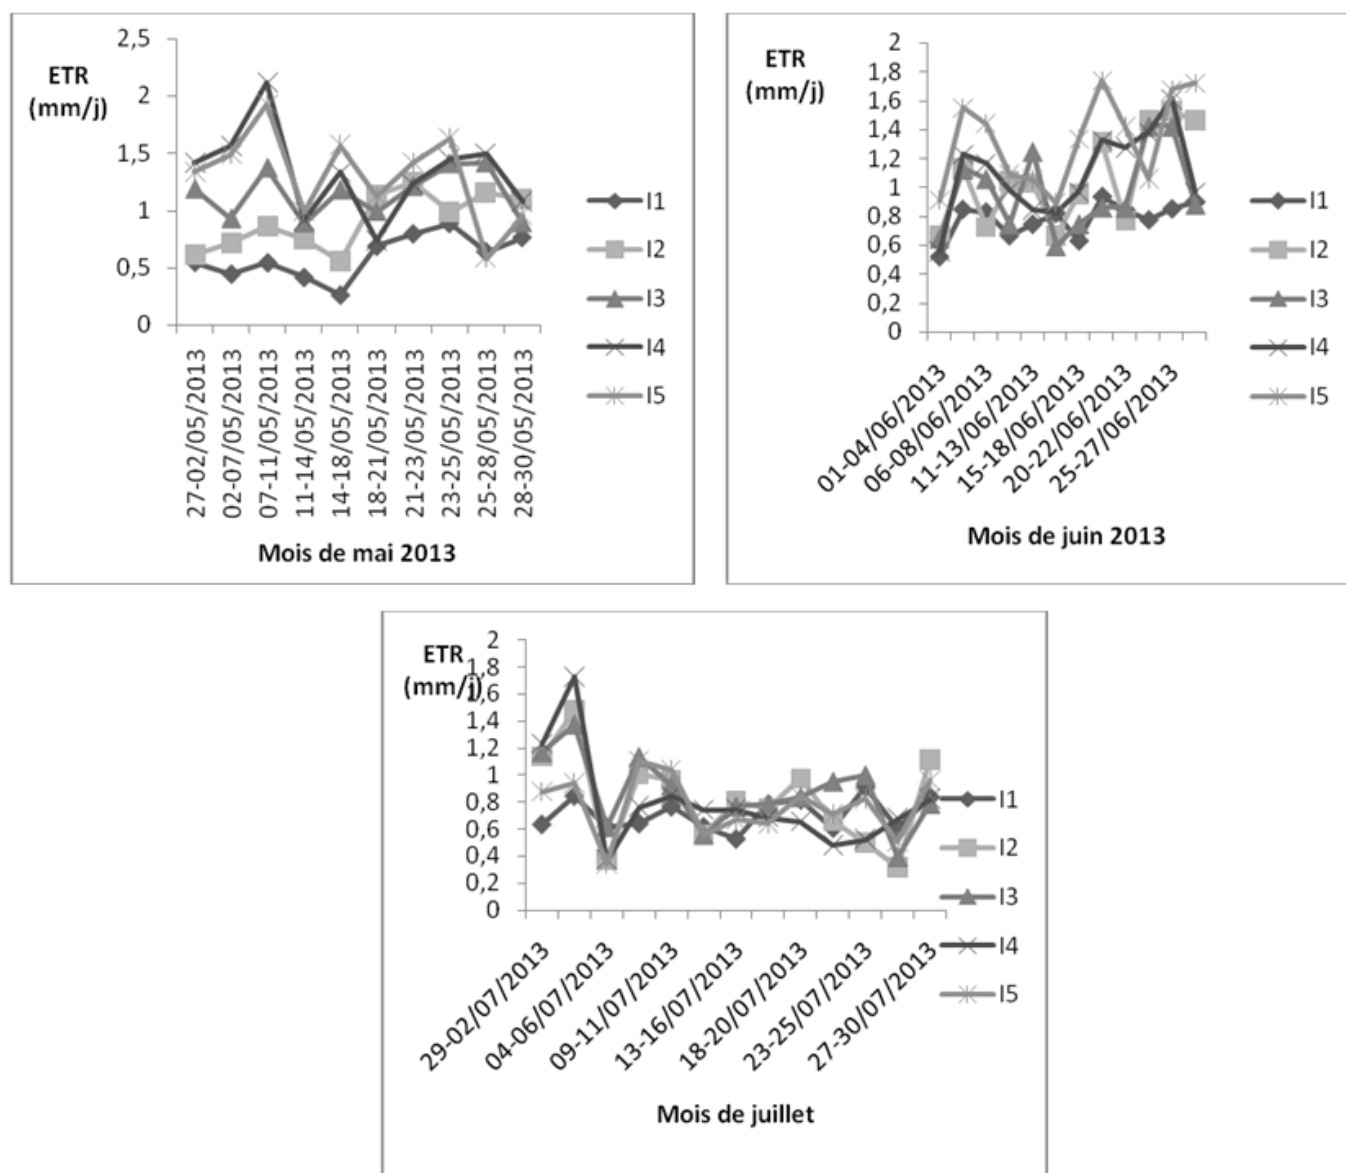 2,5
ETR
(mm/j)
2
1,5
1
0,5
0
27-02/05/2013
02-07/05/2013
07-11/05/2013
11-14/05/2013
14-18/05/2013
18-21/05/2013
21-23/05/2013
23-25/05/2013
25-28/05/2013
28-30/05/2013
Mois de mai 2013
I1
I2
I3
I4
I5
2
ETR
(mm/j)
1,8
1,6
1,4
1,2
1
0,8
0,6
0,4
0,2
0
01-04/06/2013
06-08/06/2013
11-13/06/2013
15-18/06/2013
20-22/06/2013
25-27/06/2013
Mois de juin 2013
I1
I2
I3
I4
I5
2
ETR
(mm/j)
1,8
1,6
1,4
1,2
1
0,8
0,6
0,4
0,2
0
29-02/07/2013
04-06/07/2013
09-11/07/2013
13-16/07/2013
18-20/07/2013
23-25/07/2013
27-30/07/2013
Mois de juillet
I1
I2
I3
I4
I5